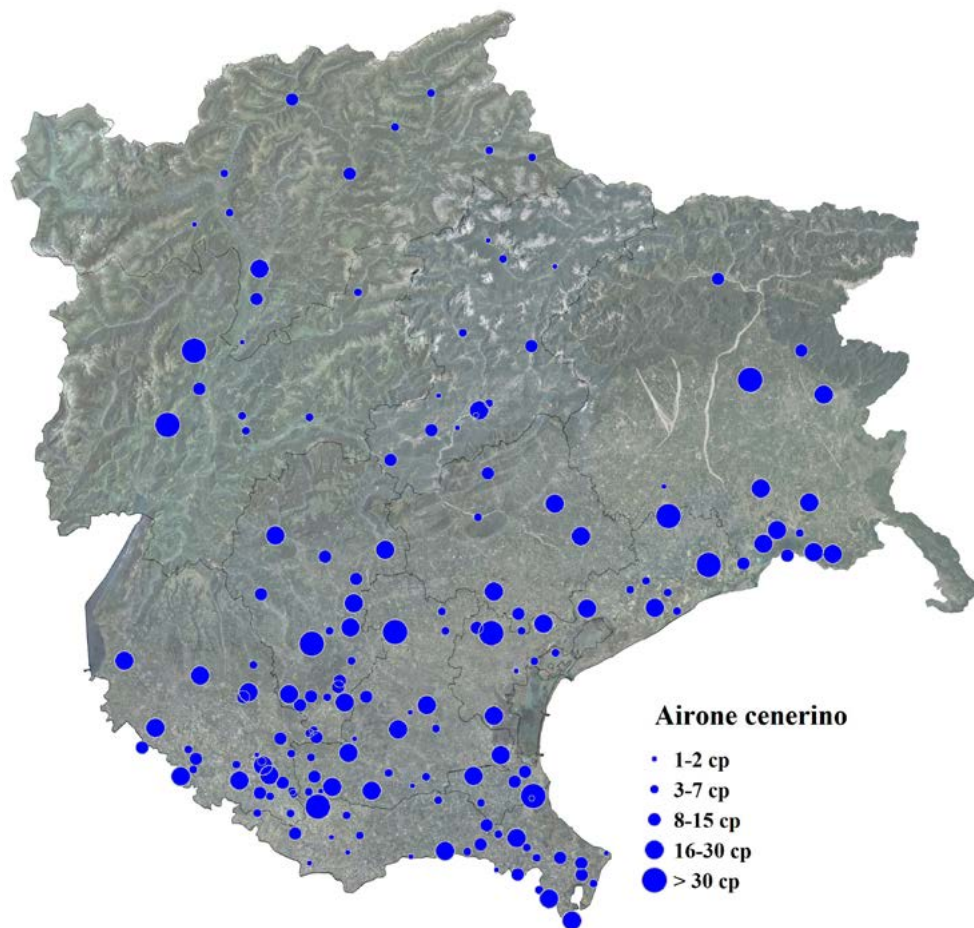 Airone cenerino
1-2 cp
3-7 cp
8-15 cp
16-30 cp
> 30 cp